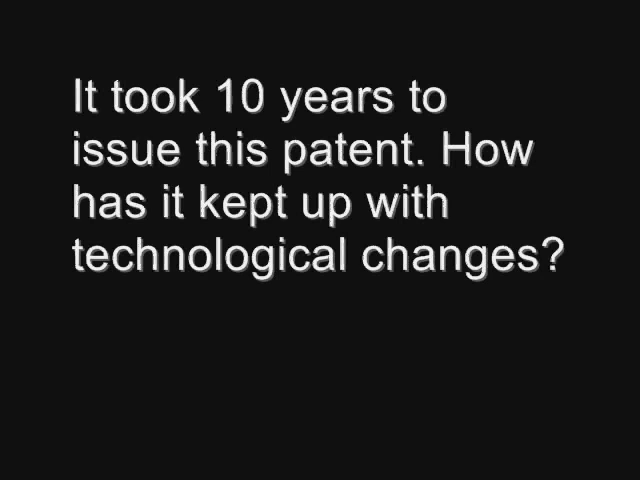 It took 10 years to
issue this patent. How
has it kept up with
technological changes?